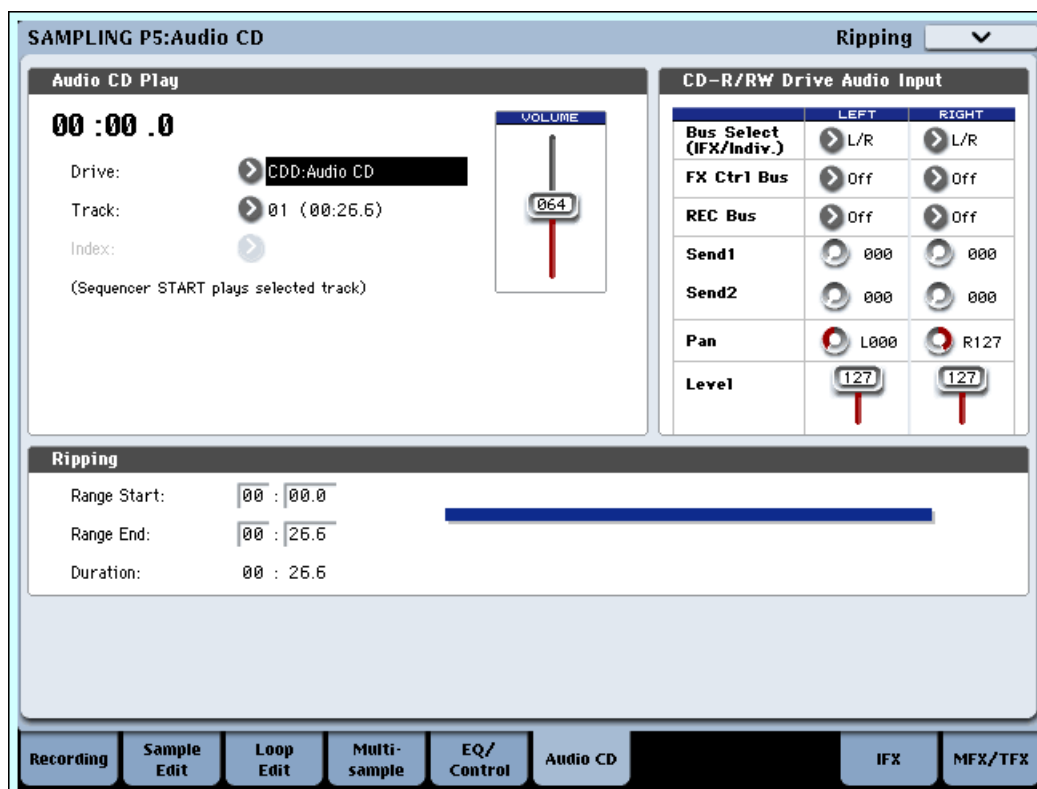 SAMPLING P5:Audio CD
Ripping
Audio CD Play
00 :00 .0
Drive: CDD:Audio CD
Track: 01 (00:26.6)
Index:
(Sequencer START plays selected track)
VOLUME
064
CD-R/RW Drive Audio Input
LEFT RIGHT
Bus Select
(IFX/Indiv.) L/R L/R
FX Ctrl Bus Off Off
REC Bus Off Off
Send1 000 000
Send2 000 000
Pan L000 R127
Level 127 127
Ripping
Range Start: 00 : 00.0
Range End: 00 : 26.6
Duration: 00 : 26.6
Recording
Sample
Edit
Loop
Edit
Multi-
sample
EQ/
Control
Audio CD
IFX
MFX/TFX